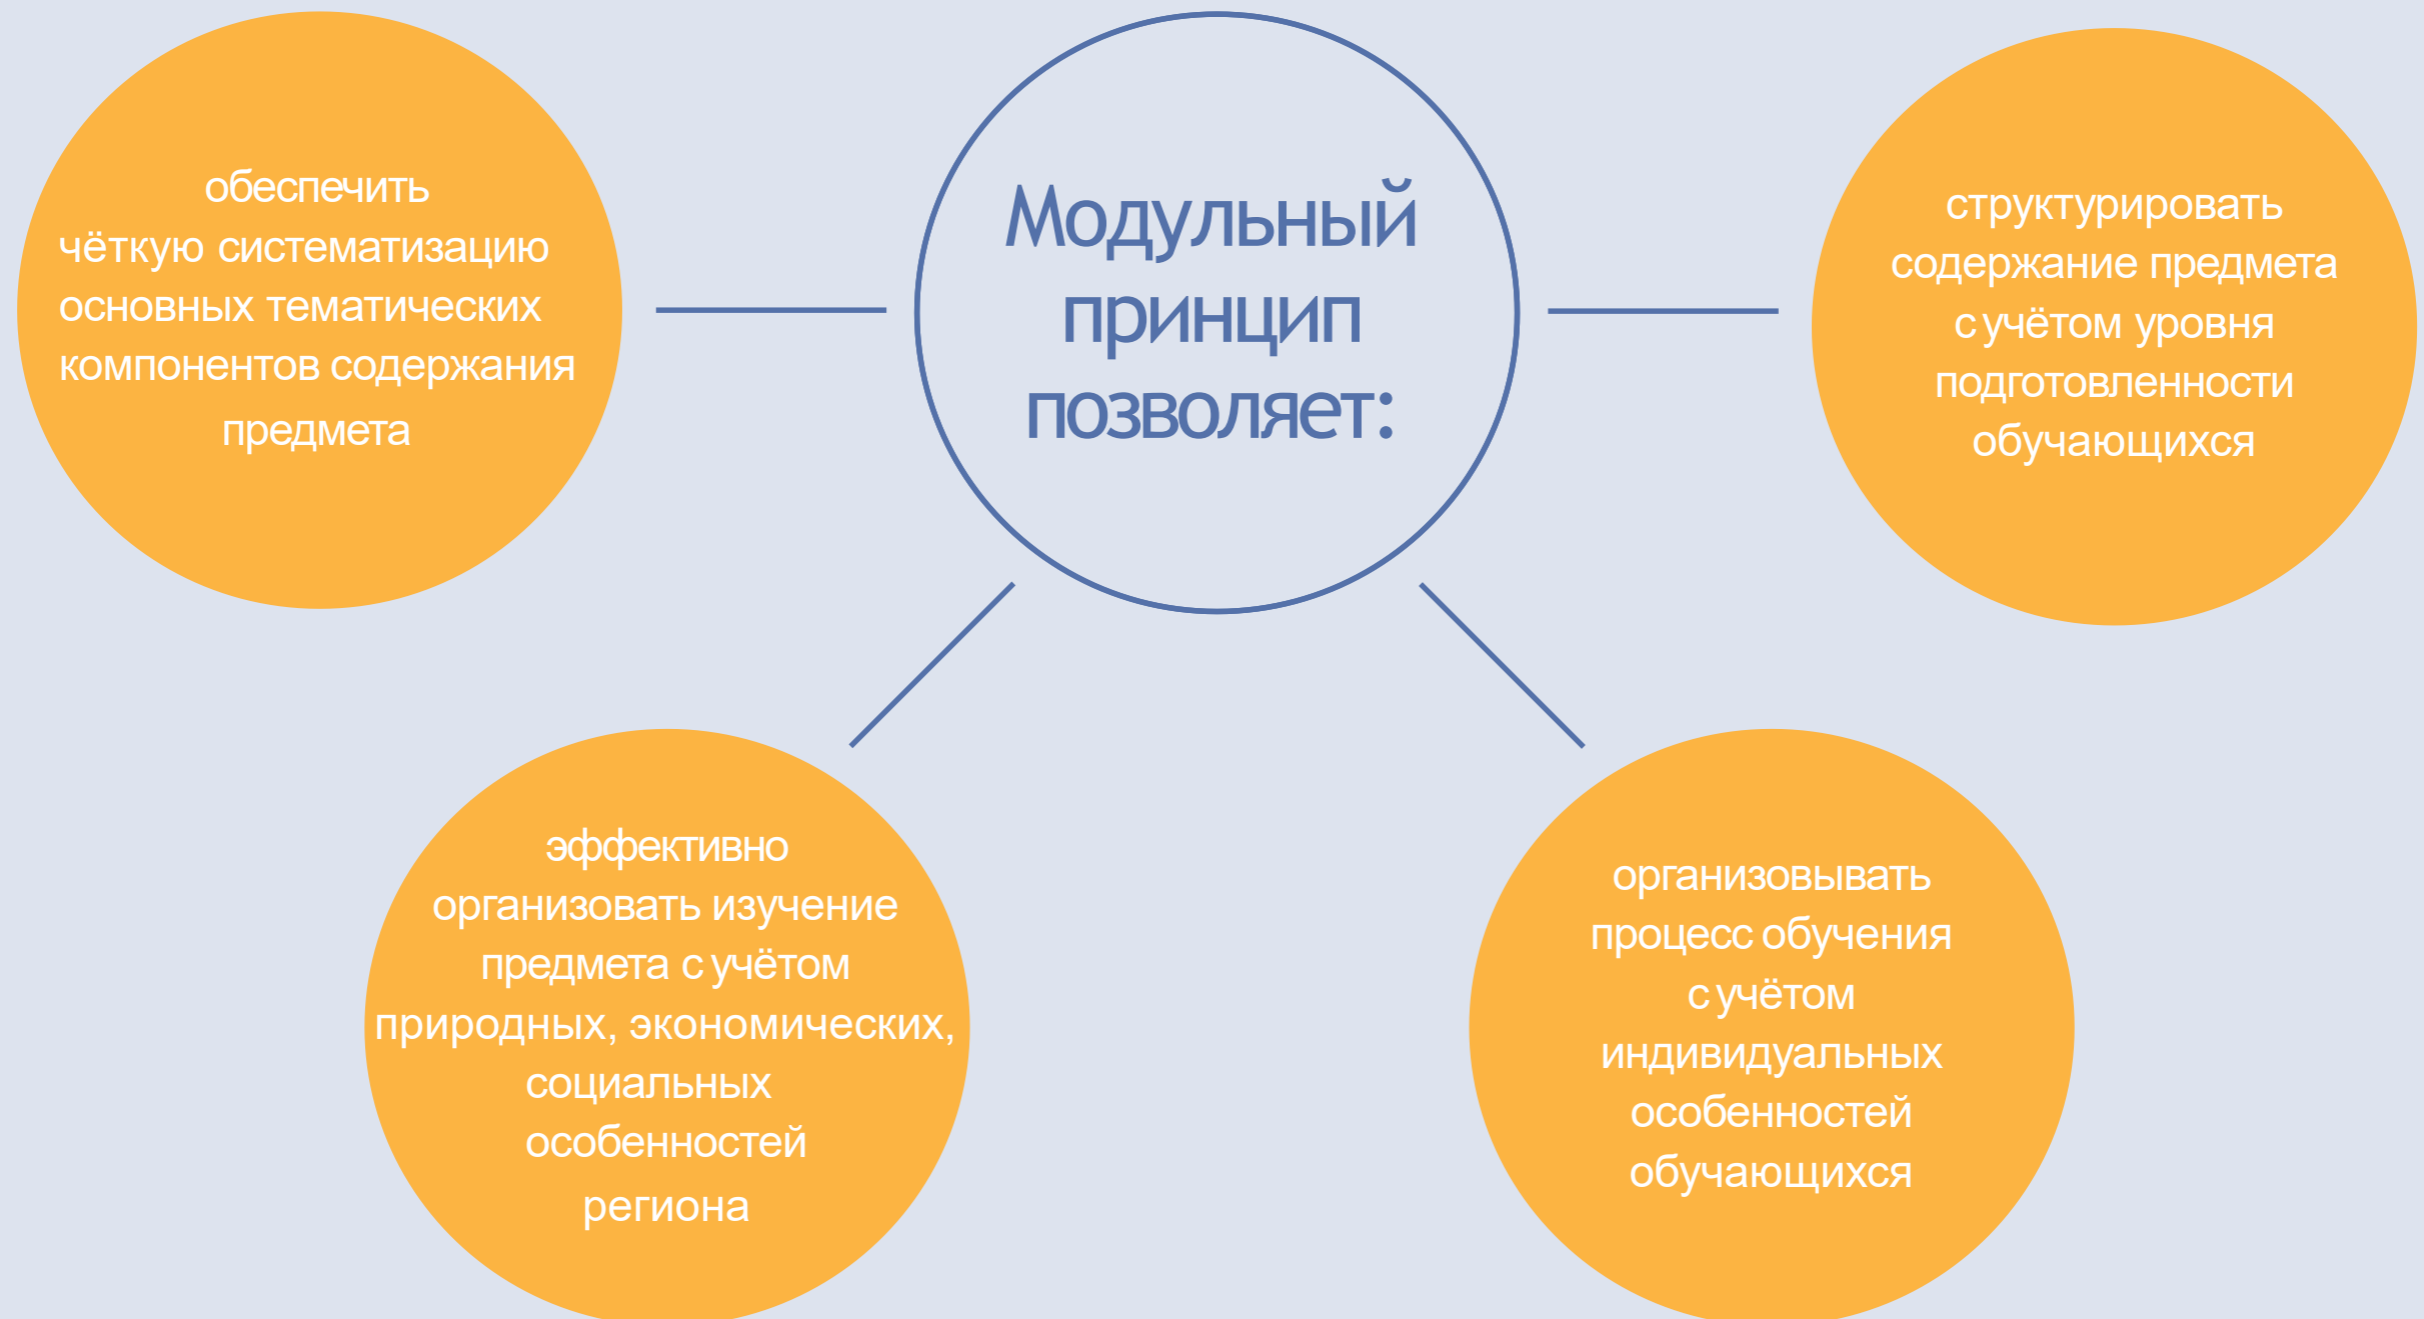 обеспечить
чёткую систематизацию
основных тематических
компонентов содержания
предмета
Модульный
принцип
позволяет:
структурировать
содержание предмета
с учётом уровня
подготовленности
обучающихся
эффективно
организовать изучение
предмета с учётом
природных, экономических,
социальных
особенностей
региона
организовывать
процесс обучения
с учётом
индивидуальных
особенностей
обучающихся